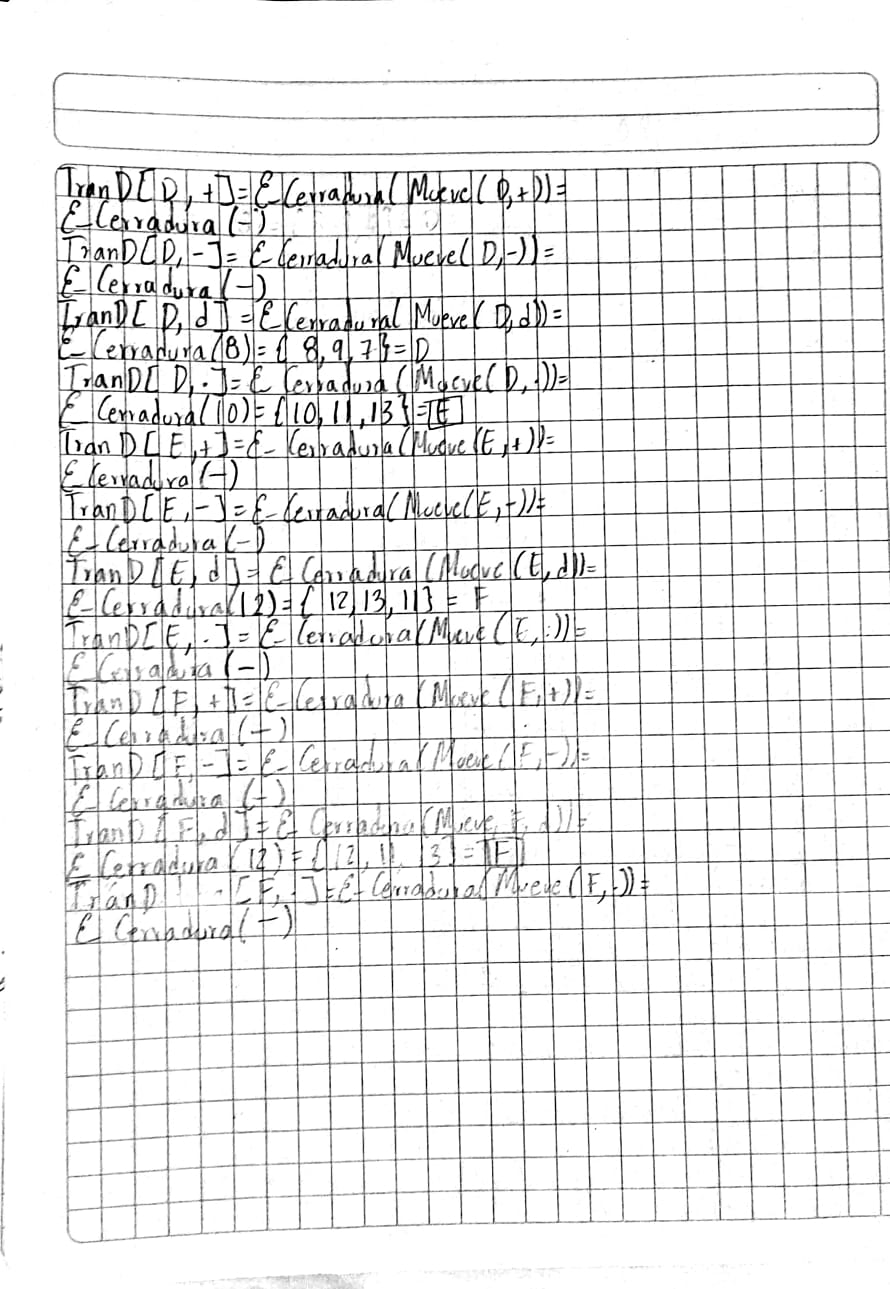 TranD[D,+]=Ɛ Cerradura(Mueve(D,+))=
Ɛ-Cerradura(-)
TranD[D,-]= Ɛ Cerradura(Mueve(D,-))=
Ɛ Cerradura(-)
TranD[D,d]=Ɛ Cerradura(Mueve(D,d))=
Ɛ-Cerradura(8)={8,9,7}=D
TranD[D,.]=Ɛ Cerradura(Mueve(D,.))=
Ɛ Cerradura(10)={10,11,13}=E
TranD[E,+]=Ɛ-Cerradura(Mueve(E,+))=
Ɛ Cerradura(-)
TranD[E,-]=Ɛ-Cerradura(Mueve(E,-))=
Ɛ-Cerradura(-)
TranD[E,d]=Ɛ Cerradura(Mueve(E,d))=
Ɛ-Cerradura(12)={12,13,11} = F
TranD[E,.]=Ɛ Cerradura(Mueve(E,.))=
Ɛ Cerradura(-)
TranD[F,+]=Ɛ-Cerradura(Mueve(F,+))=
Ɛ Cerradura(-)
TranD[F,-]=Ɛ-Cerradura(Mueve(F,-))=
Ɛ-Cerradura(-)
TranD[F,d]=Ɛ Cerradura(Mueve, F, d))=
Ɛ Cerradura(12)={12,11,13}=F
TranD[F,.]=Ɛ-Cerradura(Mueve(F,.))=
Ɛ Cerradura(-)